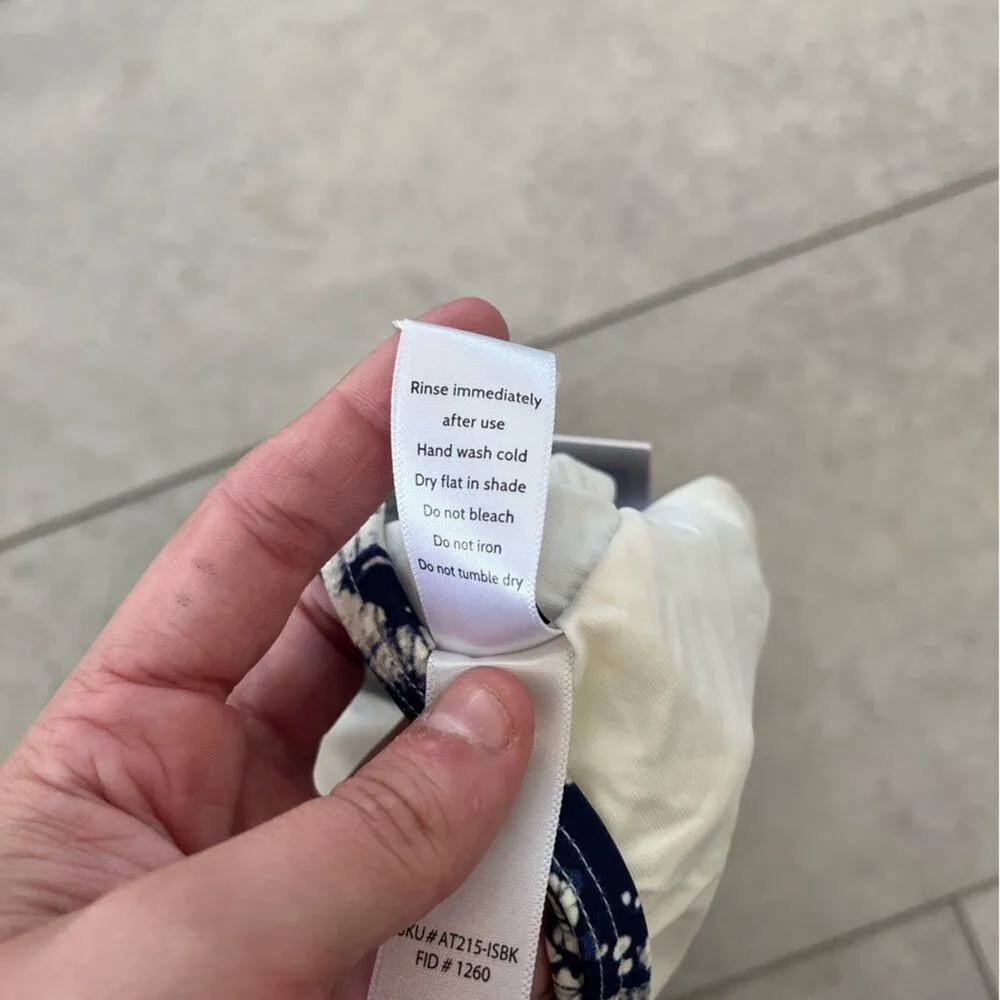 Rinse immediately
after use
Hand wash cold
Dry flat in shade
Do not bleach
Do not iron
Do not tumble dry
SKU # AT215-ISBK
FID # 1260